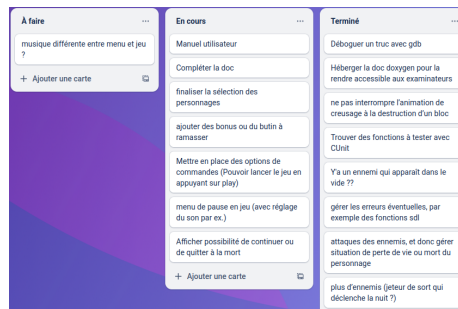 À faire
musique différente entre menu et jeu
?
+ Ajouter une carte
En cours
Manuel utilisateur
Compléter la doc
finaliser la sélection des
personnages
ajouter des bonus ou du butin à
ramasser
Mettre en place des options de
commandes (Pouvoir lancer le jeu en
appuyant sur play)
menu de pause en jeu (avec réglage
du son par ex.)
Afficher possibilité de continuer ou
de quitter à la mort
+ Ajouter une carte
Terminé
Déboguer un truc avec gdb
Héberger la doc doxygen pour la
rendre accessible aux examinateurs
ne pas interrompre l'animation de
creusage à la destruction d'un bloc
Trouver des fonctions à tester avec
CUnit
Y'a un ennemi qui apparaît dans le
vide ??
gérer les erreurs éventuelles, par
exemple des fonctions sdl
attaques des ennemis, et donc gérer
situation de perte de vie ou mort du
personnage
plus d'ennemis (jeteur de sort qui
déclenche la nuit ?)